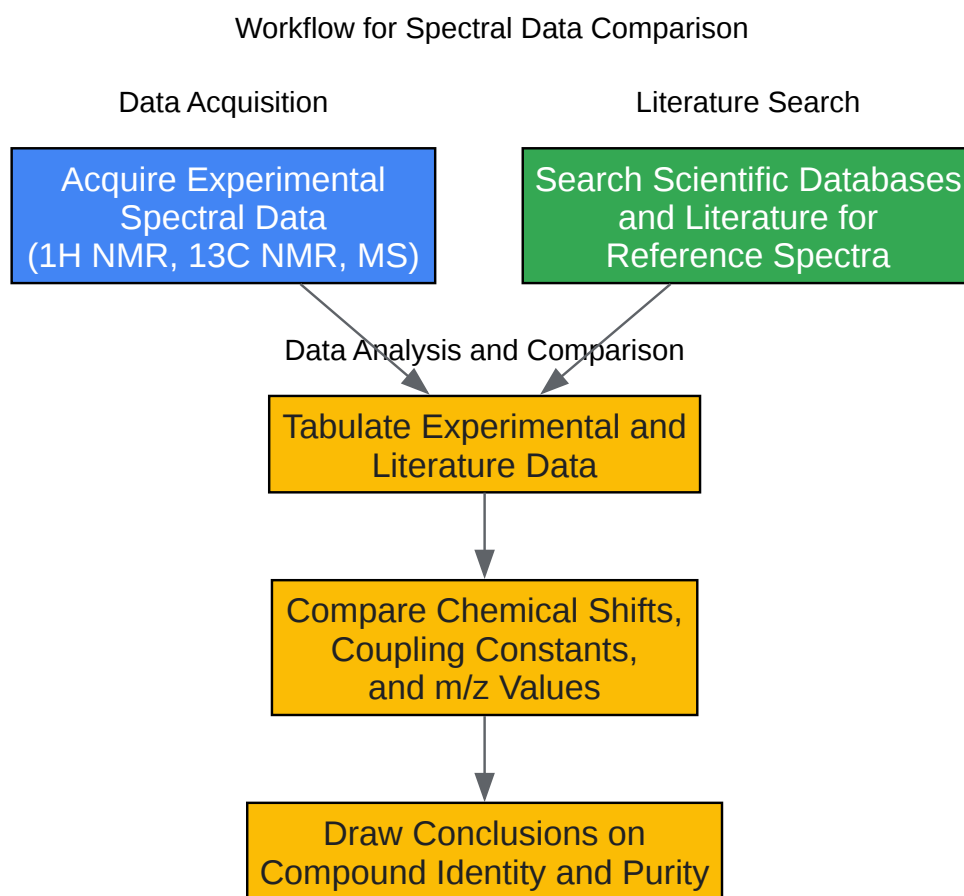 Workflow for Spectral Data Comparison
Data Acquisition
Literature Search
Acquire Experimental
Spectral Data
(1H NMR, 13C NMR, MS)
Search Scientific Databases
and Literature for
Reference Spectra
Data Analysis and Comparison
Tabulate Experimental and
Literature Data
Compare Chemical Shifts,
Coupling Constants,
and m/z Values
Draw Conclusions on
Compound Identity and Purity